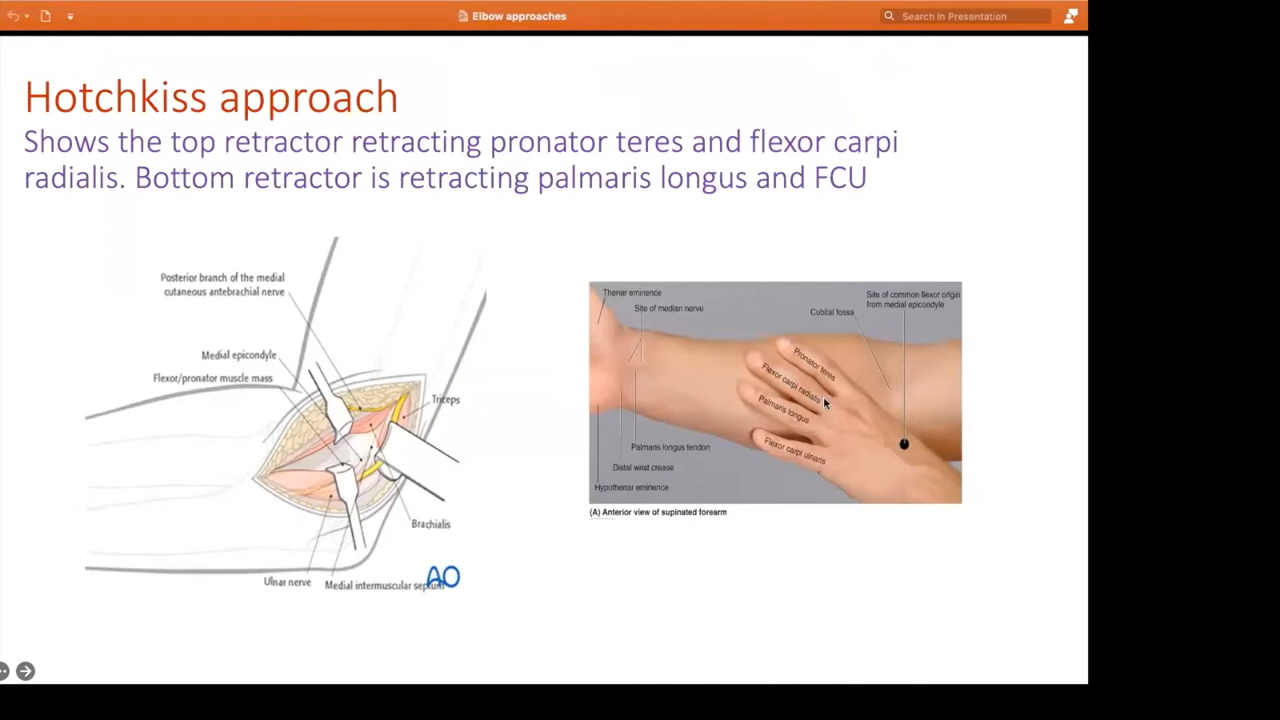 Elbow approaches
Search in Presentation
Hotchkiss approach
Shows the top retractor retracting pronator teres and flexor carpi
radialis. Bottom retractor is retracting palmaris longus and FCU
Posterior branch of the medial
cutaneous antebrachial nerve
Medial epicondyle
Flexor/pronator muscle mass
Triceps
Brachialis
Ulnar nerve
Medial intermuscular septum
AO
Thenar eminence
Site of median nerve
Cubital fossa
Site of common flexor origin
from medial epicondyle
Pronator teres
Flexor carpi radialis
Palmaris longus
Flexor carpi ulnaris
Palmaris longus tendon
Distal wrist crease
Hypothenar eminence
(A) Anterior view of supinated forearm